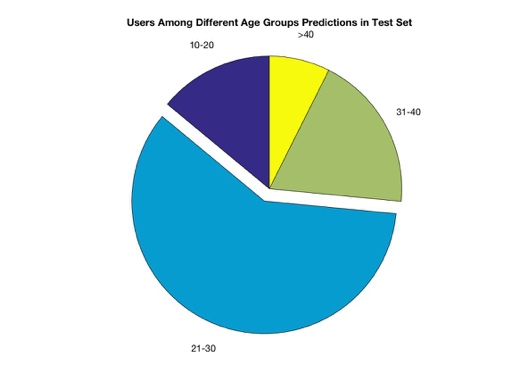 Users Among Different Age Groups Predictions in Test Set
>40
10-20
31-40
21-30